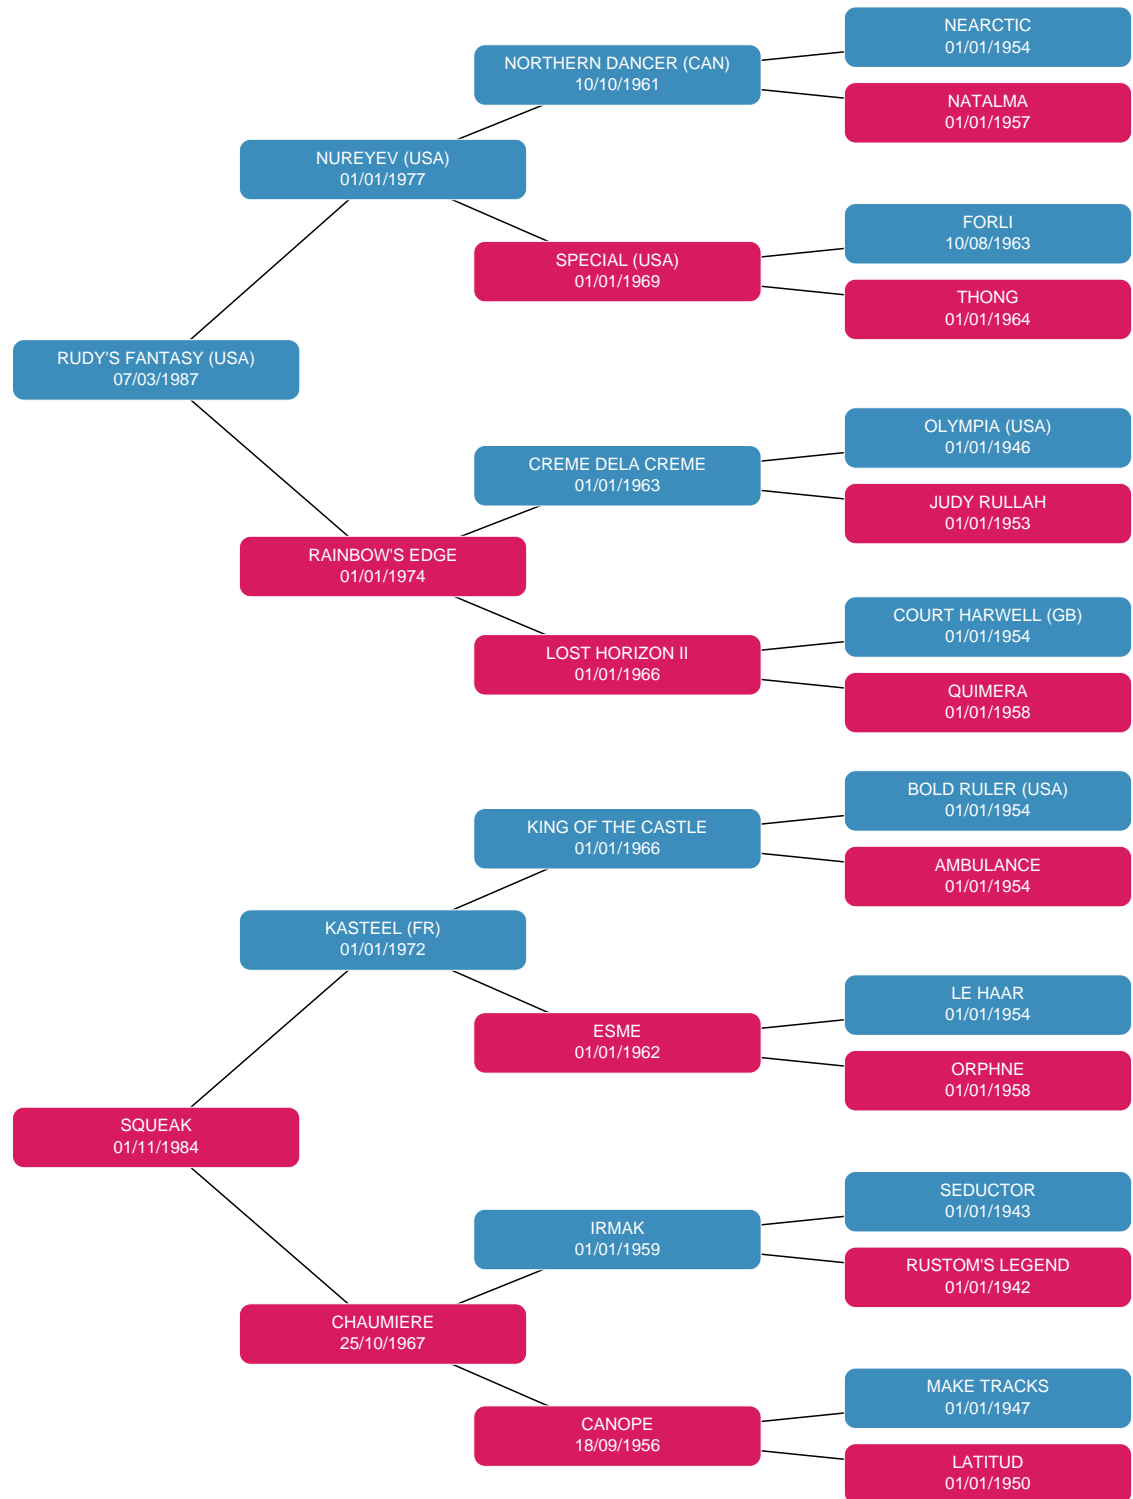 NEARCTIC
01/01/1954
NORTHERN DANCER (CAN)
10/10/1961
NATALMA
01/01/1957
NUREYEV (USA)
01/01/1977
FORLI
10/08/1963
SPECIAL (USA)
01/01/1969
THONG
01/01/1964
RUDY'S FANTASY (USA)
07/03/1987
OLYMPIA (USA)
01/01/1946
CREME DELA CREME
01/01/1963
JUDY RULLAH
01/01/1953
RAINBOW'S EDGE
01/01/1974
COURT HARWELL (GB)
01/01/1954
LOST HORIZON II
01/01/1966
QUIMERA
01/01/1958
BOLD RULER (USA)
01/01/1954
KING OF THE CASTLE
01/01/1966
AMBULANCE
01/01/1954
KASTEEL (FR)
01/01/1972
LE HAAR
01/01/1954
ESME
01/01/1962
ORPHNE
01/01/1958
SQUEAK
01/11/1984
SEDUCTOR
01/01/1943
IRMAK
01/01/1959
RUSTOM'S LEGEND
01/01/1942
CHAUMIERE
25/10/1967
MAKE TRACKS
01/01/1947
CANOPE
18/09/1956
LATITUD
01/01/1950